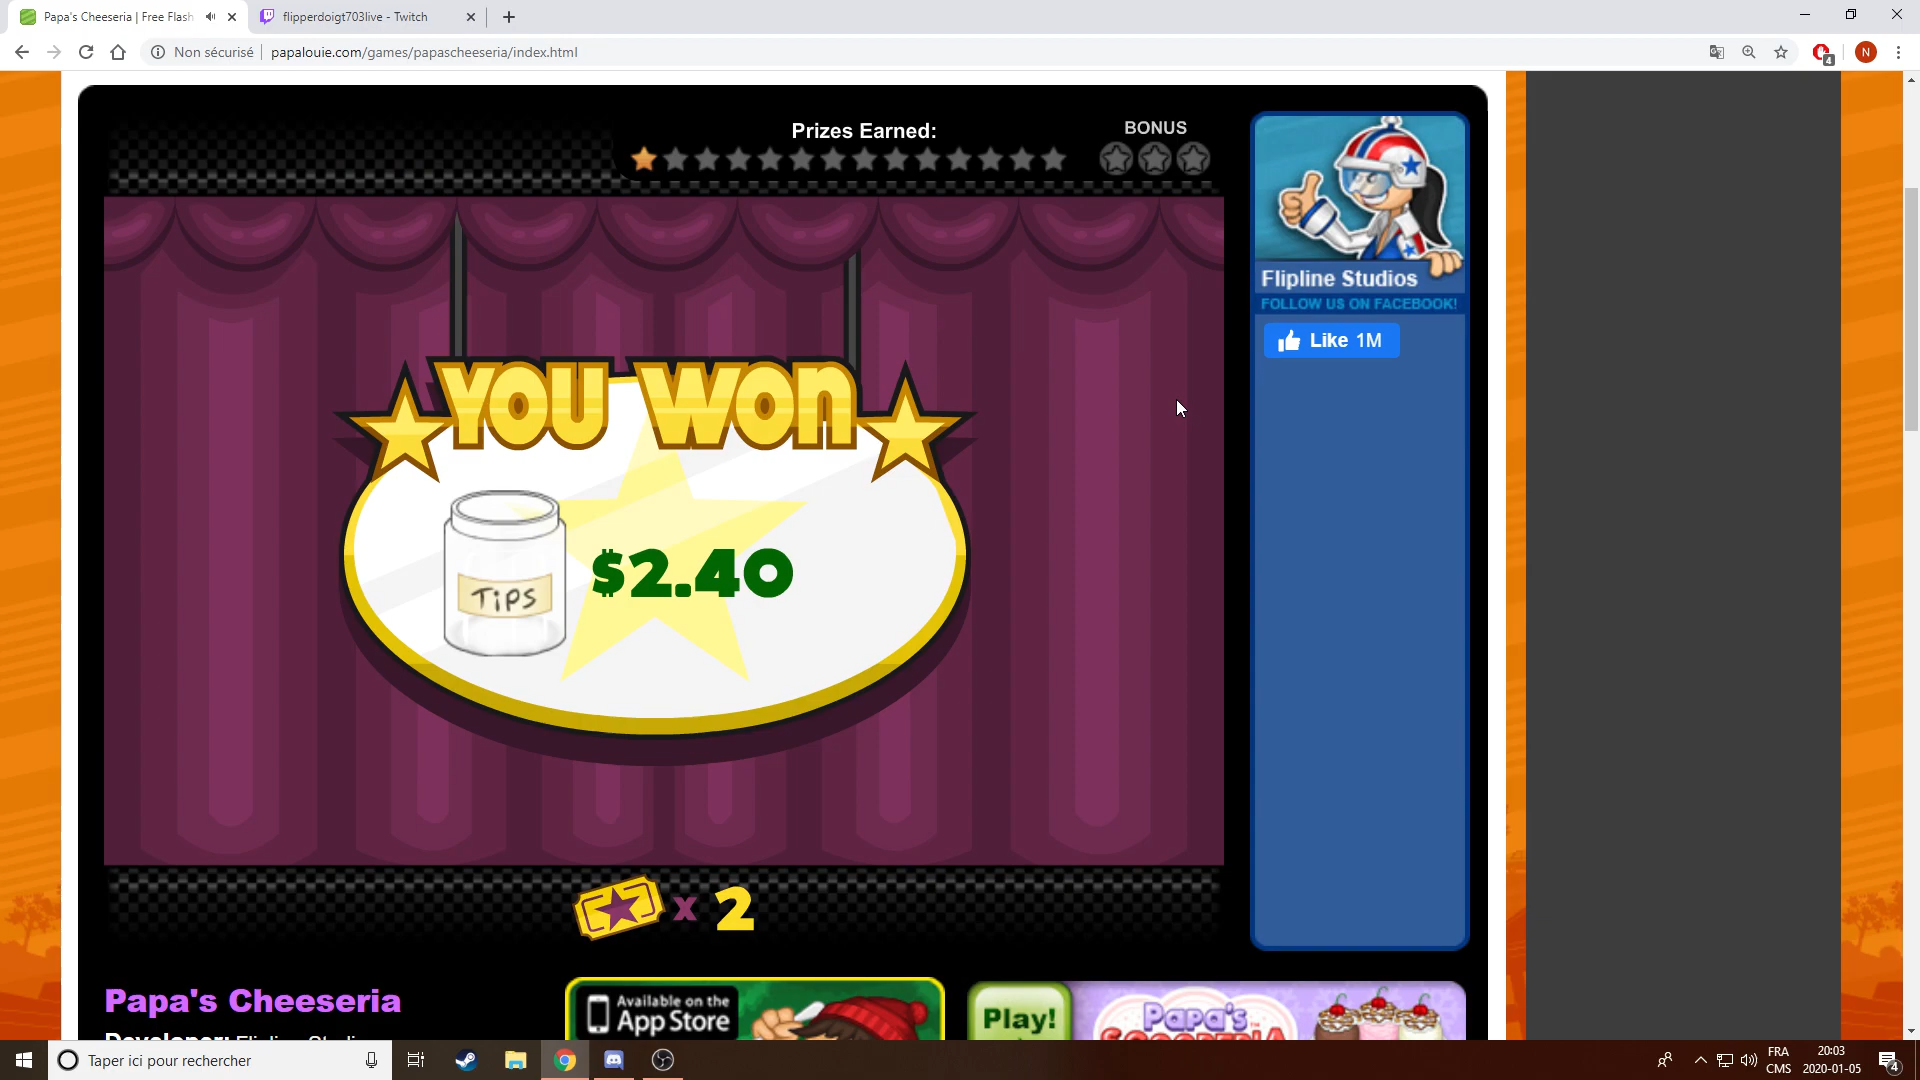 Papa's Cheeseria | Free Flash
flipperdoigt703live - Twitch
Non sécurisé
papalouie.com/games/papascheeseria/index.html
4
N
Prizes Earned:
BONUS
Flipline Studios
FOLLOW US ON FACEBOOK!
Like 1M
YOU WON
TIPS
$2.40
x 2
Papa's Cheeseria
Available on the
App Store
Play!
Papa's
Taper ici pour rechercher
FRA
CMS
20:03
2020-01-05
4